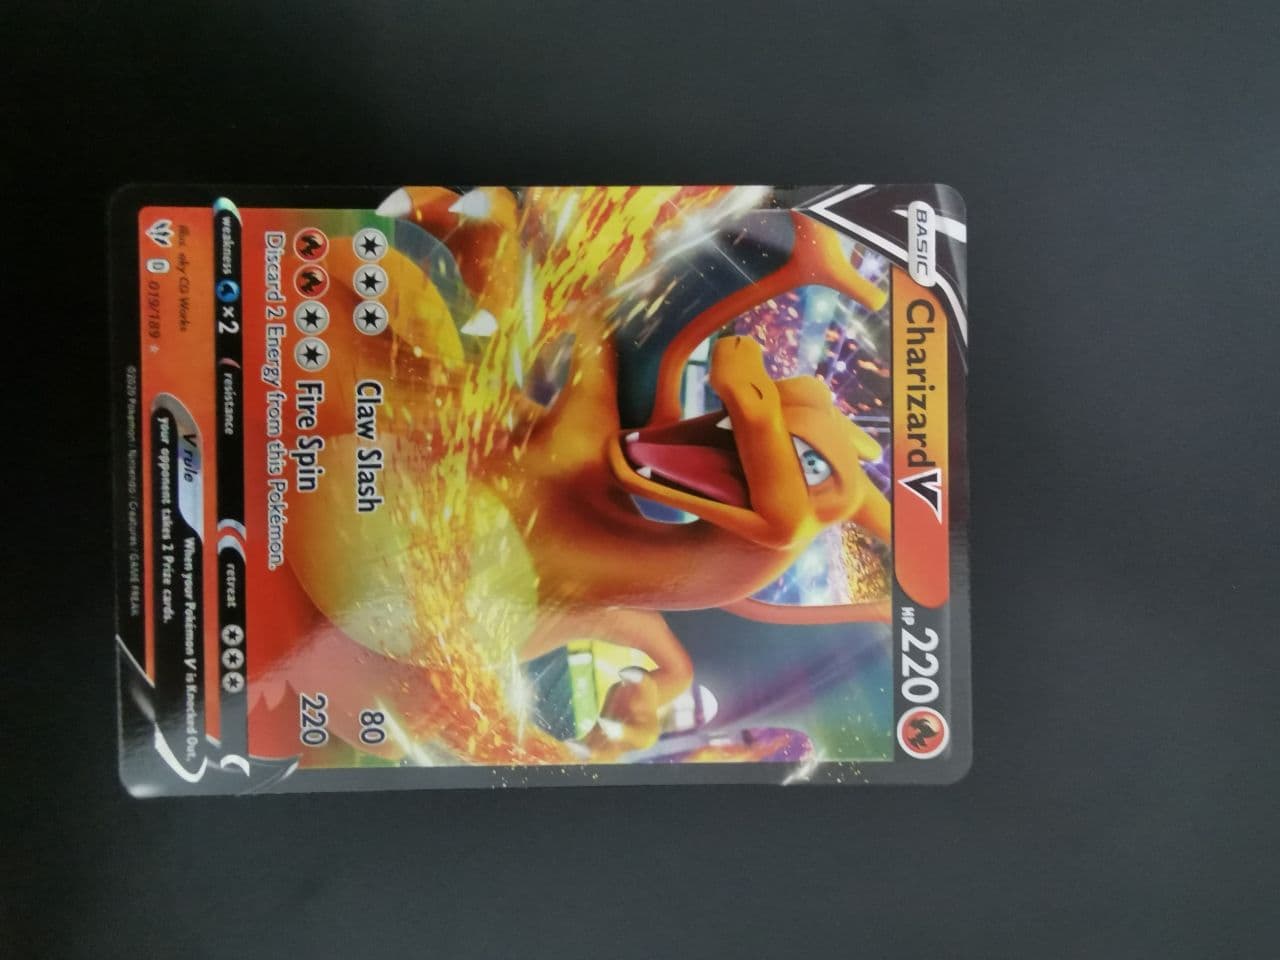 BASIC Charizard V HP 220
Claw Slash 80
Fire Spin 220
Discard 2 Energy from this Pokémon.
weakness ×2 resistance retreat
Illus. aky CG Works
V rule When your Pokémon V is Knocked Out,
your opponent takes 2 Prize cards.
D 019/189
©2020 Pokémon / Nintendo / Creatures / GAME FREAK